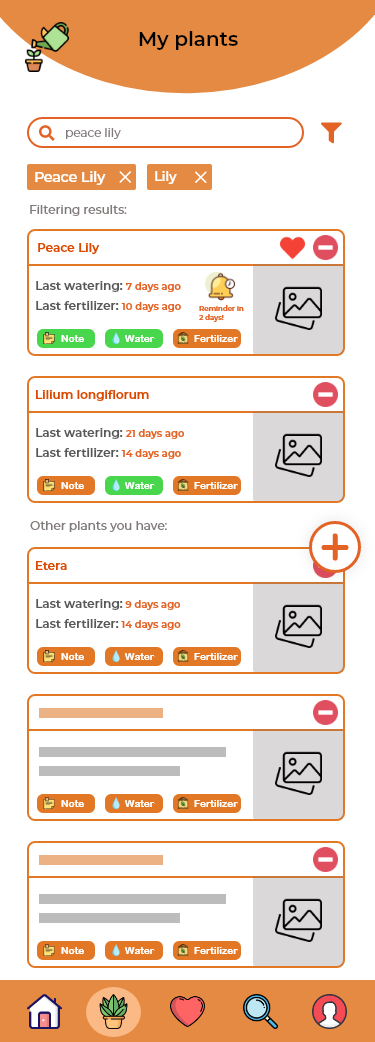 My plants
peace lily
Peace Lily
Lily
Filtering results:
Peace Lily
Last watering: 7 days ago
Last fertilizer: 10 days ago
Reminder in
2 days!
Note
Water
Fertilizer
Lilium longiflorum
Last watering: 21 days ago
Last fertilizer: 14 days ago
Note
Water
Fertilizer
Other plants you have:
Etera
Last watering: 9 days ago
Last fertilizer: 14 days ago
Note
Water
Fertilizer
Note
Water
Fertilizer
Note
Water
Fertilizer